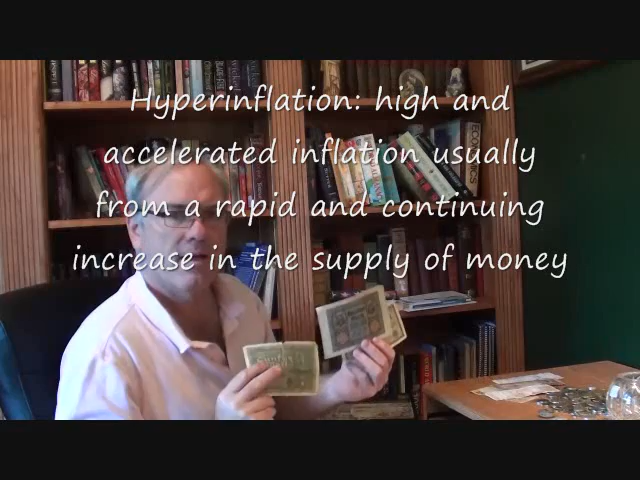 Hyperinflation: high and
accelerated inflation usually
from a rapid and continuing
increase in the supply of money